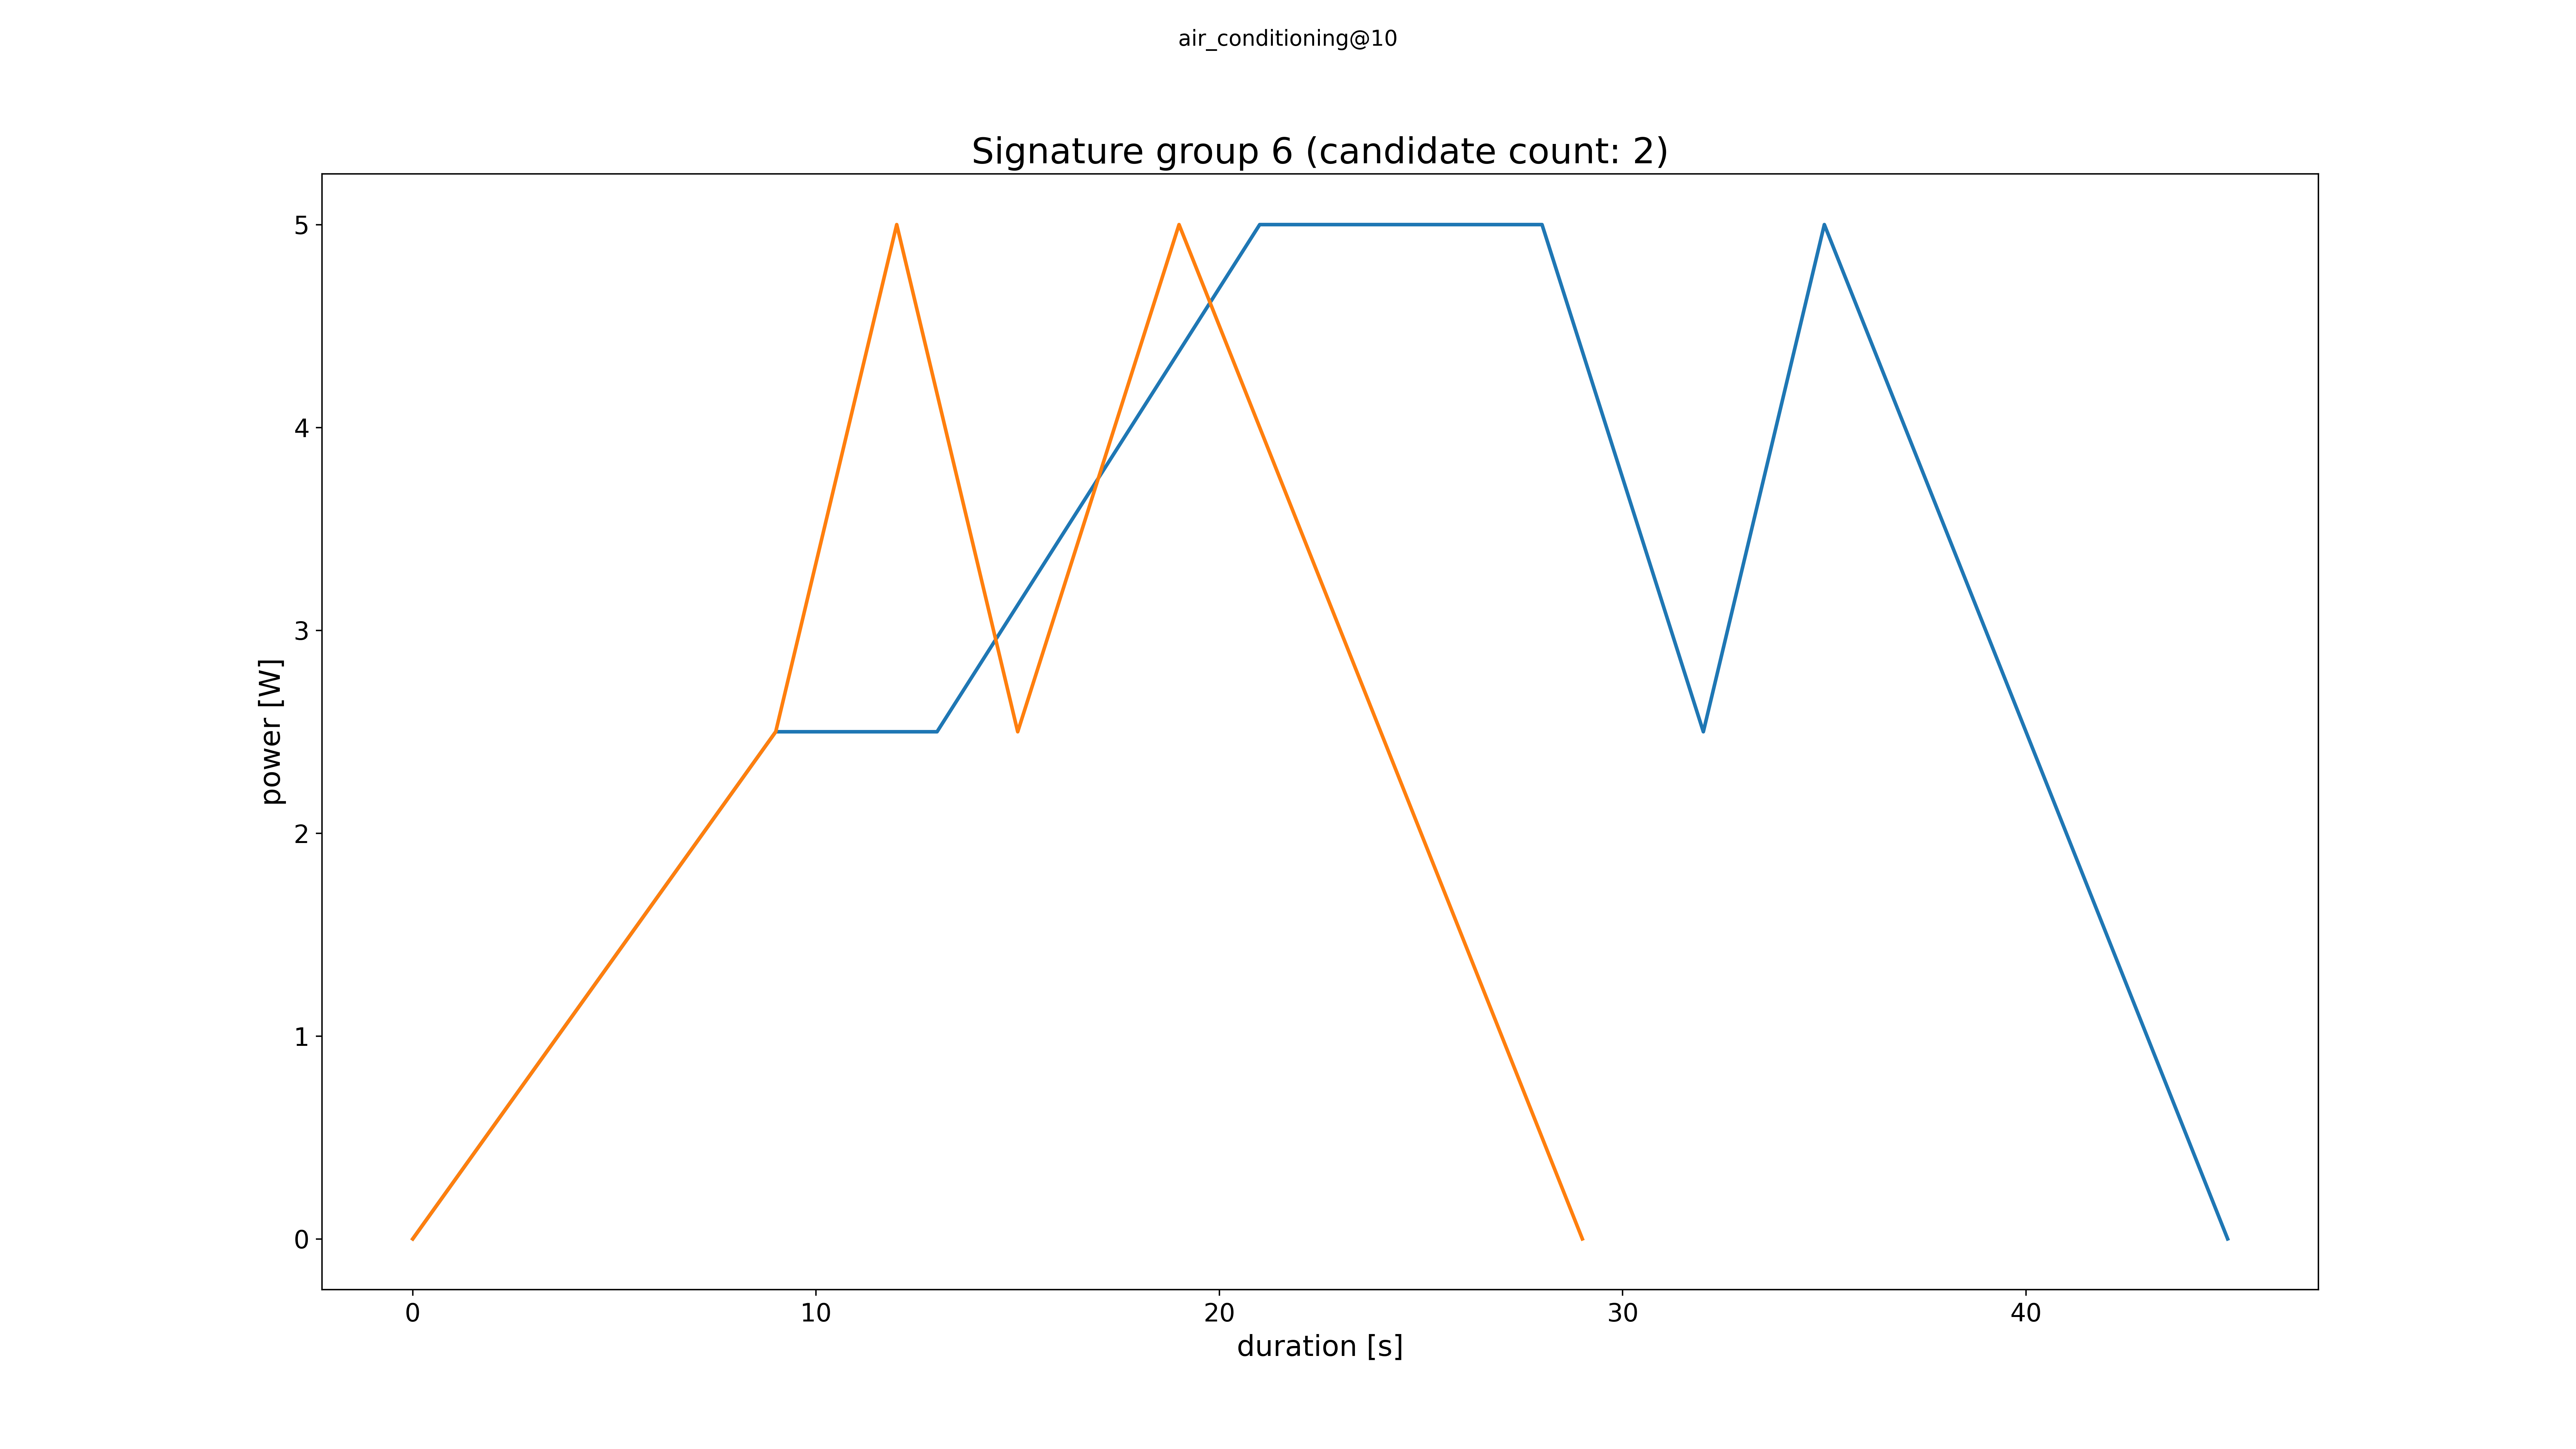 air_conditioning@10
Signature group 6 (candidate count: 2)
5
4
3
2
1
0
power [W]
0 10 20 30 40
duration [s]